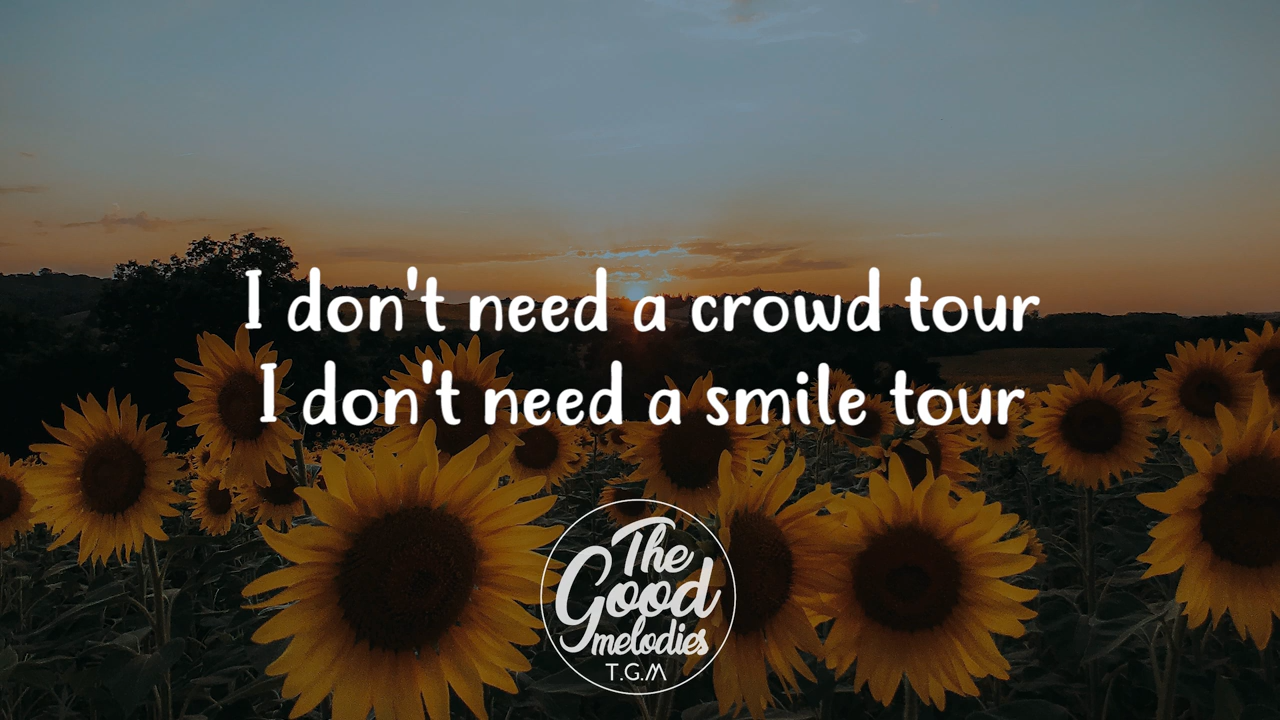 I don't need a crowd tour
I don't need a smile tour
The
Good
melodies
T.G.M